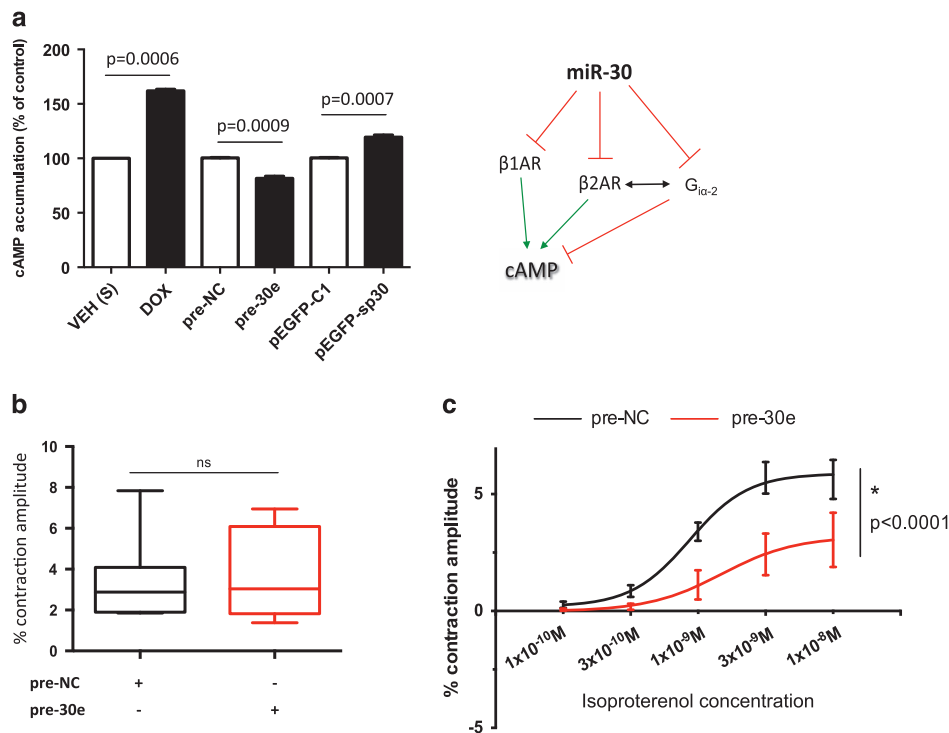 a
cAMP accumulation (% of control)
200
150
100
50
0
p=0.0006
p=0.0009
p=0.0007
VEH (S)
DOX
pre-NC
pre-30e
pEGFP-C1
pEGFP-sp30
miR-30
β1AR
β2AR
Giα-2
cAMP
b
% contraction amplitude
10
8
6
4
2
0
ns
pre-NC + -
pre-30e - +
c
pre-NC
pre-30e
% contraction amplitude
5
0
-5
*
p<0.0001
1x10⁻¹⁰M
3x10⁻¹⁰M
1x10⁻⁹M
3x10⁻⁹M
1x10⁻⁸M
Isoproterenol concentration